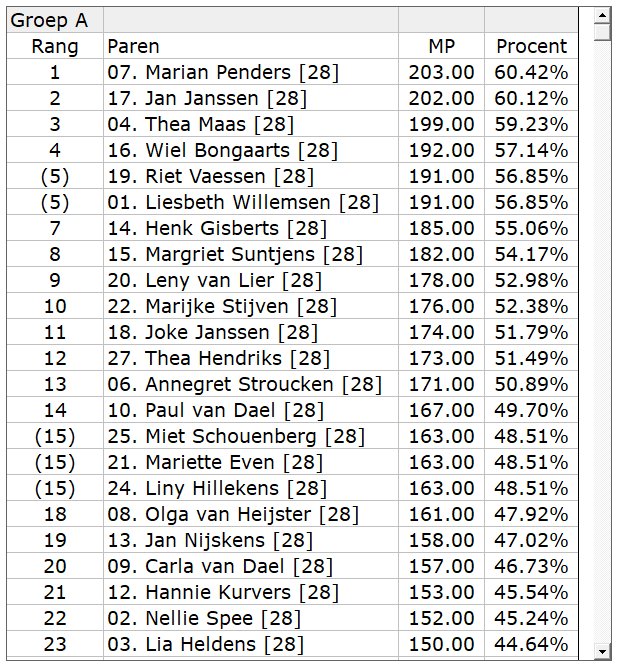 Groep A
Rang Paren MP Procent
1 07. Marian Penders [28] 203.00 60.42%
2 17. Jan Janssen [28] 202.00 60.12%
3 04. Thea Maas [28] 199.00 59.23%
4 16. Wiel Bongaarts [28] 192.00 57.14%
(5) 19. Riet Vaessen [28] 191.00 56.85%
(5) 01. Liesbeth Willemsen [28] 191.00 56.85%
7 14. Henk Gisberts [28] 185.00 55.06%
8 15. Margriet Suntjens [28] 182.00 54.17%
9 20. Leny van Lier [28] 178.00 52.98%
10 22. Marijke Stijven [28] 176.00 52.38%
11 18. Joke Janssen [28] 174.00 51.79%
12 27. Thea Hendriks [28] 173.00 51.49%
13 06. Annegret Stroucken [28] 171.00 50.89%
14 10. Paul van Dael [28] 167.00 49.70%
(15) 25. Miet Schouenberg [28] 163.00 48.51%
(15) 21. Mariette Even [28] 163.00 48.51%
(15) 24. Liny Hillekens [28] 163.00 48.51%
18 08. Olga van Heijster [28] 161.00 47.92%
19 13. Jan Nijskens [28] 158.00 47.02%
20 09. Carla van Dael [28] 157.00 46.73%
21 12. Hannie Kurvers [28] 153.00 45.54%
22 02. Nellie Spee [28] 152.00 45.24%
23 03. Lia Heldens [28] 150.00 44.64%